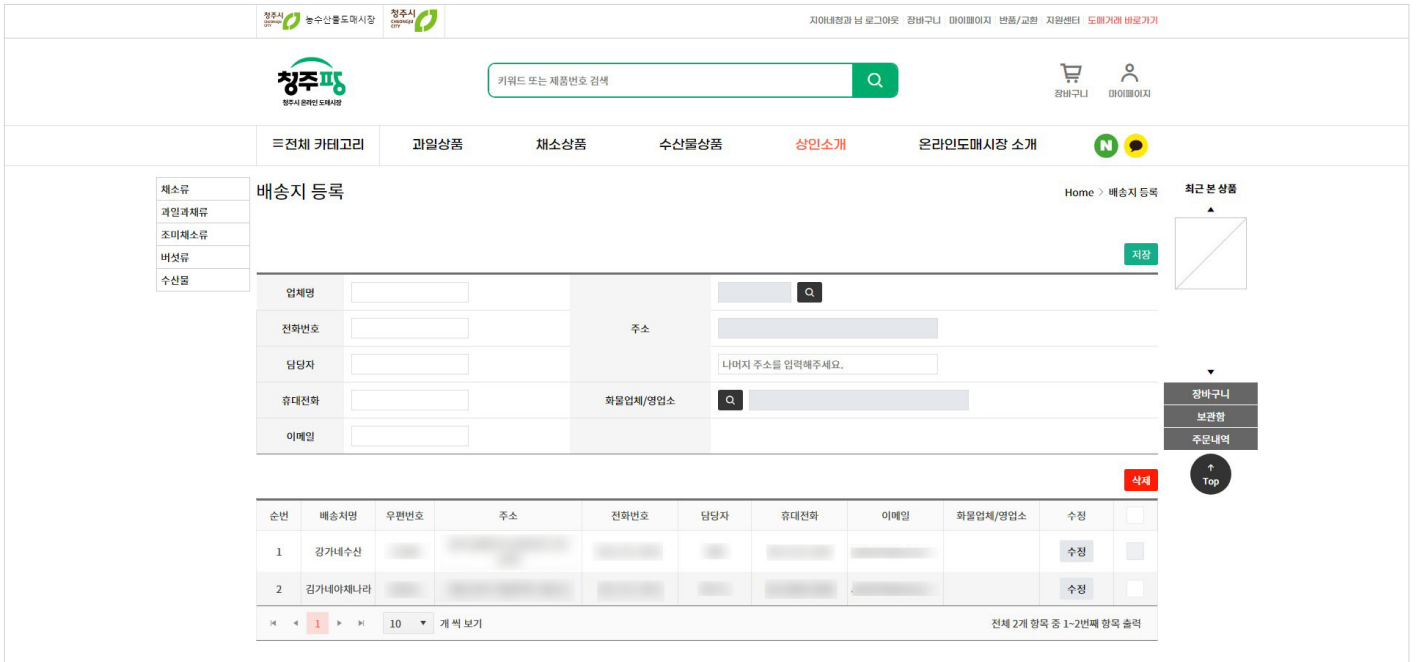 청주시 CHEONGJU CITY 농수산물도매시장 청주시 CHEONGJU CITY 지아네청과 님 로그아웃 장바구니 마이페이지 반품/교환 지원센터 도매거래 바로가기
청주팡
청주시 온라인 도매시장
키워드 또는 제품번호 검색
장바구니 마이페이지
전체 카테고리 과일상품 채소상품 수산물상품 상인소개 온라인도매시장 소개 N
채소류
과일과채류
조미채소류
버섯류
수산물
배송지 등록
Home > 배송지 등록
최근 본 상품
저장
업체명
전화번호 주소
담당자 나머지 주소를 입력해주세요.
휴대전화 화물업체/영업소
이메일
장바구니
보관함
주문내역
Top
삭제
순번 배송처명 우편번호 주소 전화번호 담당자 휴대전화 이메일 화물업체/영업소 수정
1 강가네수산 수정
2 김가네야채나라 수정
1 10 개 씩 보기 전체 2개 항목 중 1~2번째 항목 출력